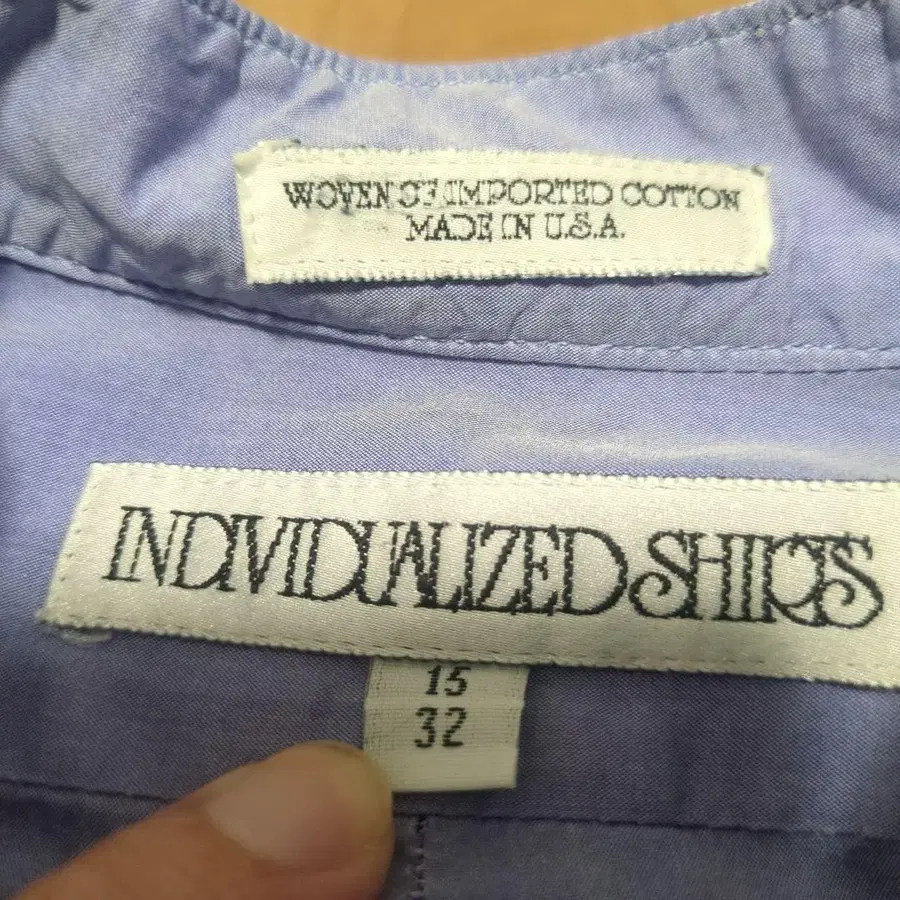 WOVEN OF IMPORTED COTTON
MADE IN U.S.A.
INDIVIDUALIZED SHIRTS
15
32